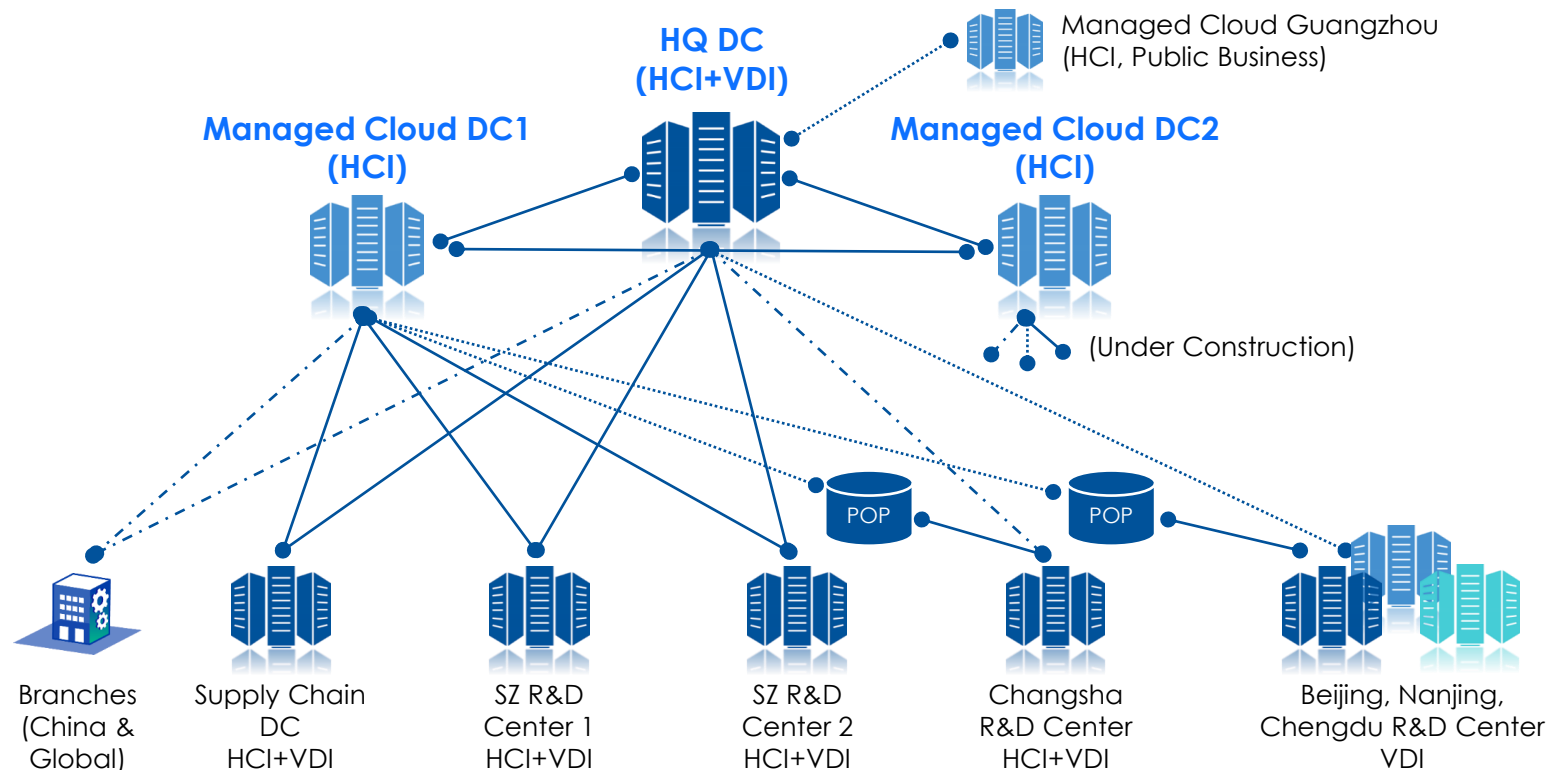 HQ DC
(HCI+VDI)
Managed Cloud Guangzhou
(HCI, Public Business)
Managed Cloud DC1
(HCI)
Managed Cloud DC2
(HCI)
(Under Construction)
POP
POP
Branches
(China &
Global)
Supply Chain
DC
HCI+VDI
SZ R&D
Center 1
HCI+VDI
SZ R&D
Center 2
HCI+VDI
Changsha
R&D Center
HCI+VDI
Beijing, Nanjing,
Chengdu R&D Center
VDI